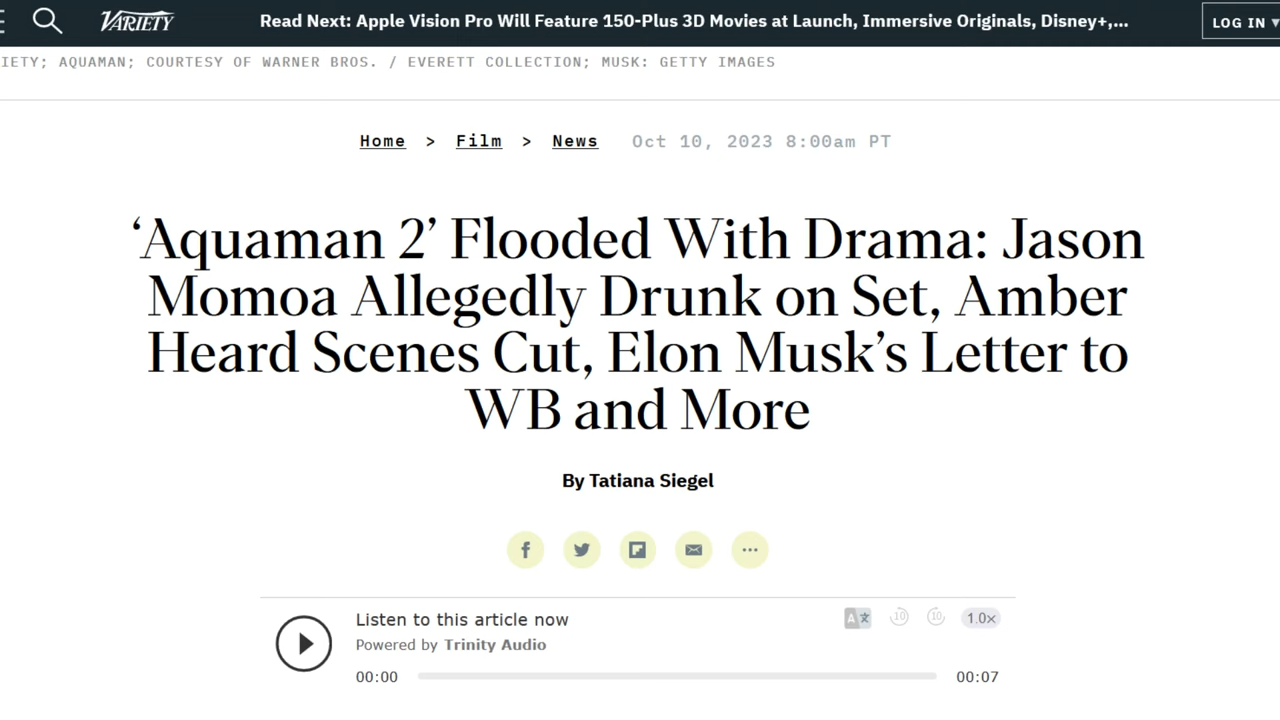 VARIETY
Read Next: Apple Vision Pro Will Feature 150-Plus 3D Movies at Launch, Immersive Originals, Disney+,...
LOG IN
IETY; AQUAMAN; COURTESY OF WARNER BROS. / EVERETT COLLECTION; MUSK: GETTY IMAGES
Home > Film > News Oct 10, 2023 8:00am PT
‘Aquaman 2’ Flooded With Drama: Jason
Momoa Allegedly Drunk on Set, Amber
Heard Scenes Cut, Elon Musk’s Letter to
WB and More
By Tatiana Siegel
Listen to this article now
A 文 10 10 1.0×
Powered by Trinity Audio
00:00 00:07